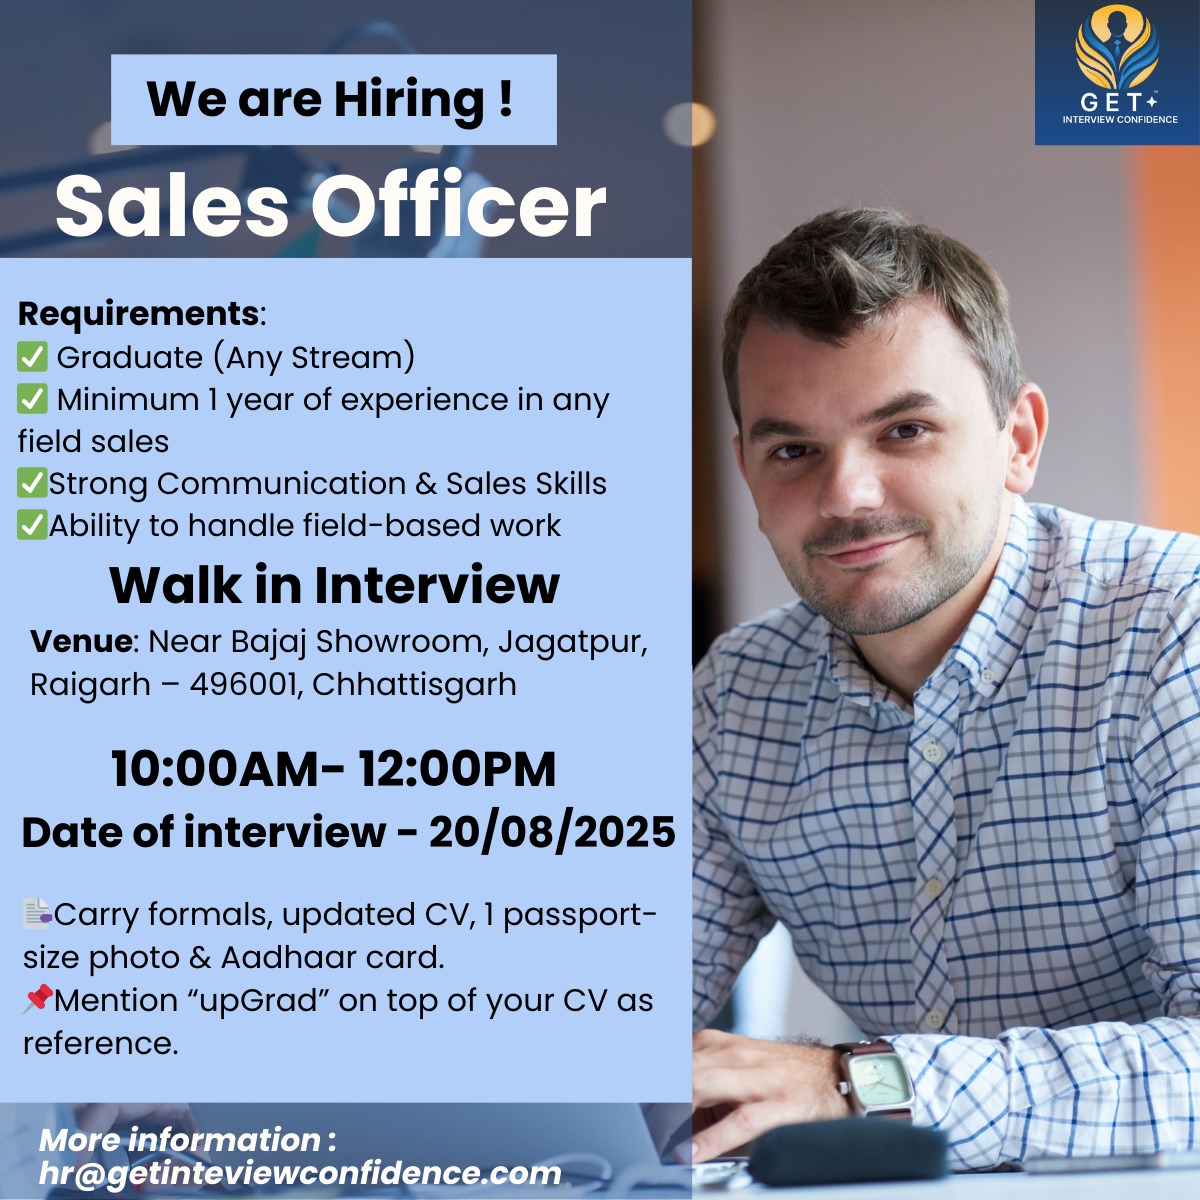 We are Hiring !
GET
INTERVIEW CONFIDENCE
Sales Officer
Requirements:
✅ Graduate (Any Stream)
✅ Minimum 1 year of experience in any
field sales
✅Strong Communication & Sales Skills
✅Ability to handle field-based work
Walk in Interview
Venue: Near Bajaj Showroom, Jagatpur,
Raigarh – 496001, Chhattisgarh
10:00AM- 12:00PM
Date of interview - 20/08/2025
Carry formals, updated CV, 1 passport-
size photo & Aadhaar card.
📌Mention “upGrad” on top of your CV as
reference.
More information :
hr@getinteviewconfidence.com